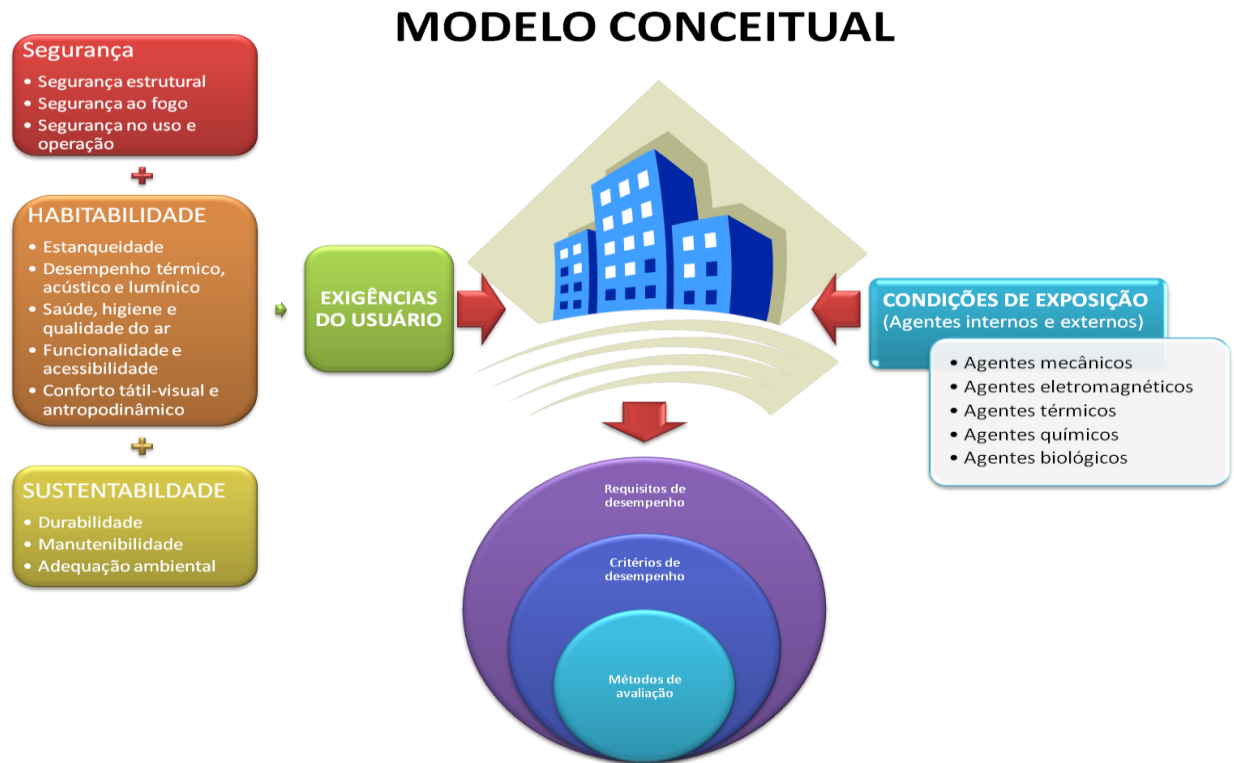 MODELO CONCEITUAL
Segurança
• Segurança estrutural
• Segurança ao fogo
• Segurança no uso e
operação
HABITABILIDADE
• Estanqueidade
• Desempenho térmico,
acústico e lumínico
• Saúde, higiene e
qualidade do ar
• Funcionalidade e
acessibilidade
• Conforto tátil-visual e
antropodinâmico
SUSTENTABILDADE
• Durabilidade
• Manutenibilidade
• Adequação ambiental
EXIGÊNCIAS
DO USUÁRIO
CONDIÇÕES DE EXPOSIÇÃO
(Agentes internos e externos)
• Agentes mecânicos
• Agentes eletromagnéticos
• Agentes térmicos
• Agentes químicos
• Agentes biológicos
Requisitos de
desempenho
Critérios de
desempenho
Métodos de
avaliação